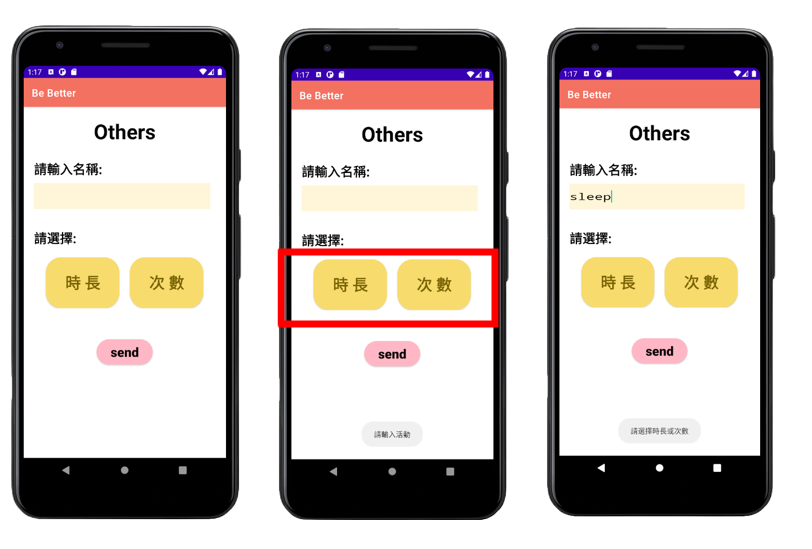 1:17
Be Better
Others
請輸入名稱:
請選擇:
時長 次數
send
1:17
Be Better
Others
請輸入名稱:
請選擇:
時長 次數
send
請輸入活動
1:17
Be Better
Others
請輸入名稱:
sleep
請選擇:
時長 次數
send
請選擇時長或次數